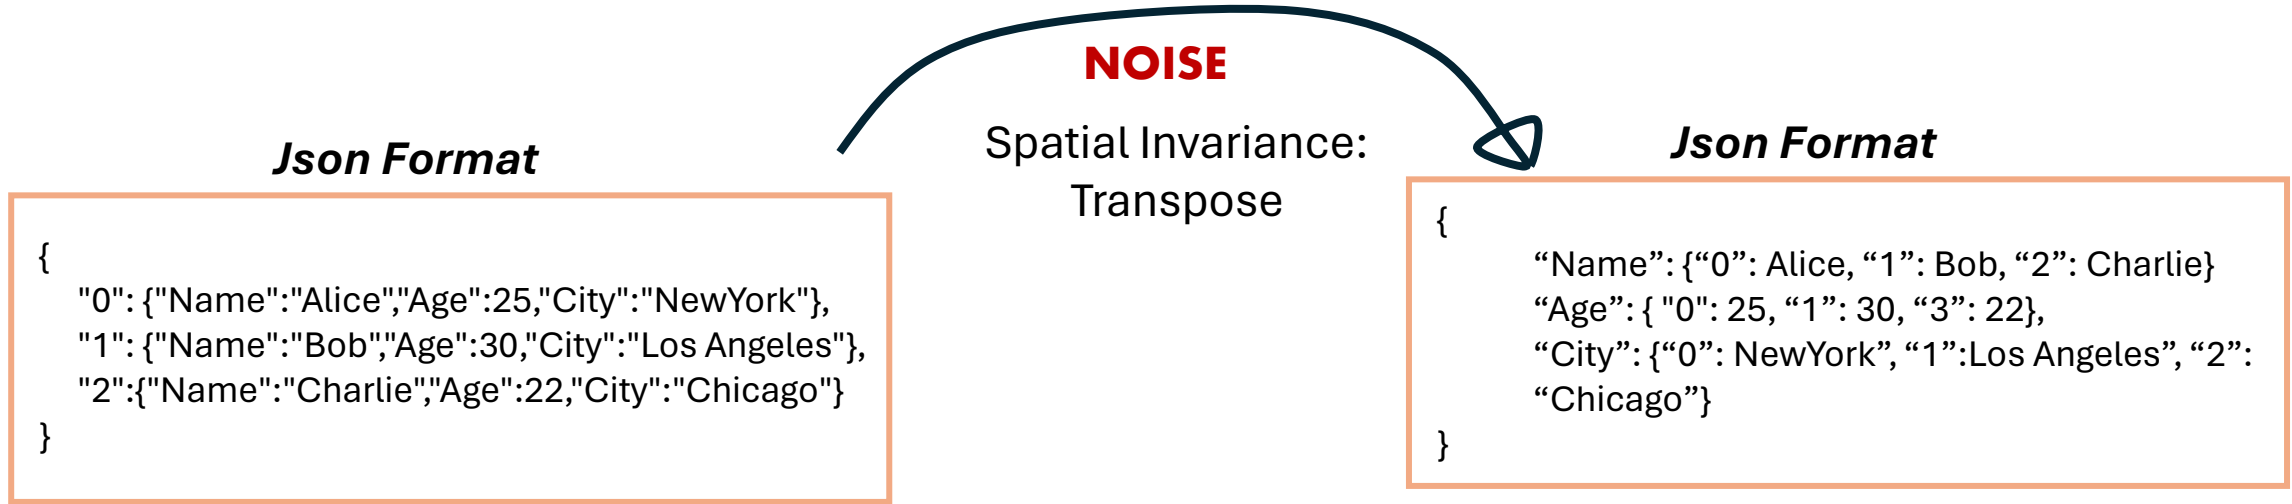 NOISE
Spatial Invariance:
Transpose
Json Format
{
"0": {"Name":"Alice","Age":25,"City":"NewYork"},
"1": {"Name":"Bob","Age":30,"City":"Los Angeles"},
"2":{"Name":"Charlie","Age":22,"City":"Chicago"}
}
Json Format
{
“Name”: {“0”: Alice, “1”: Bob, “2”: Charlie}
“Age”: { "0": 25, “1”: 30, “3”: 22},
“City”: {“0”: NewYork”, “1”:Los Angeles”, “2”:
“Chicago”}
}